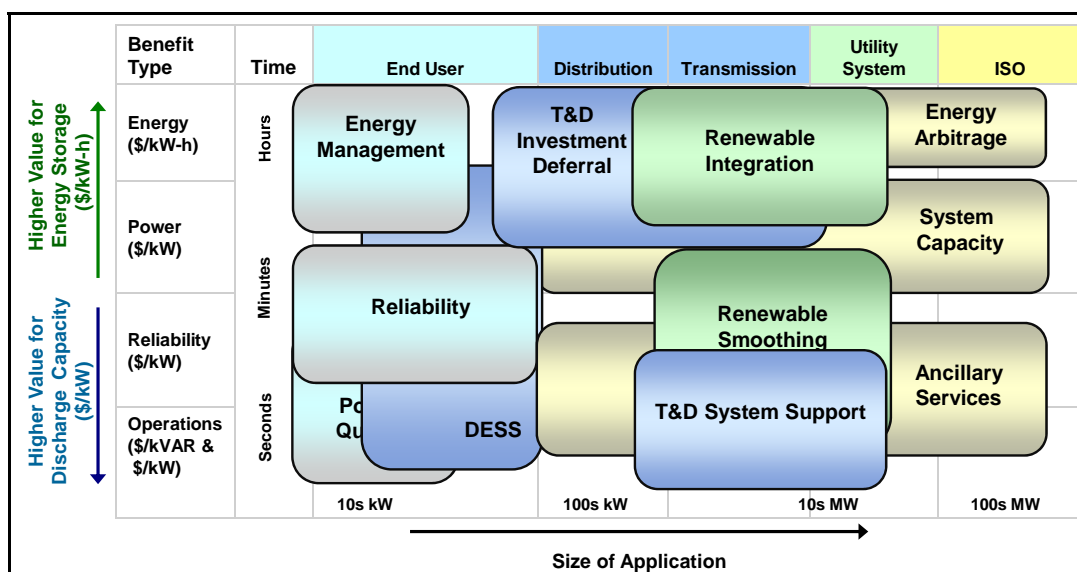 Higher Value for
Energy Storage
($/kW-h)
Higher Value for
Discharge Capacity
($/kW)
Benefit
Type
Time
End User
Distribution
Transmission
Utility
System
ISO
Energy
($/kW-h)
Power
($/kW)
Reliability
($/kW)
Operations
($/kVAR &
$/kW)
Hours
Minutes
Seconds
Energy
Management
T&D
Investment
Deferral
Renewable
Integration
Energy
Arbitrage
System
Capacity
Reliability
Renewable
Smoothing
Ancillary
Services
Po
Qu
DESS
T&D System Support
10s kW
100s kW
10s MW
100s MW
Size of Application